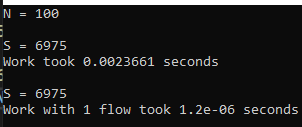 N = 100
S = 6975
Work took 0.0023661 seconds
S = 6975
Work with 1 flow took 1.2e-06 seconds